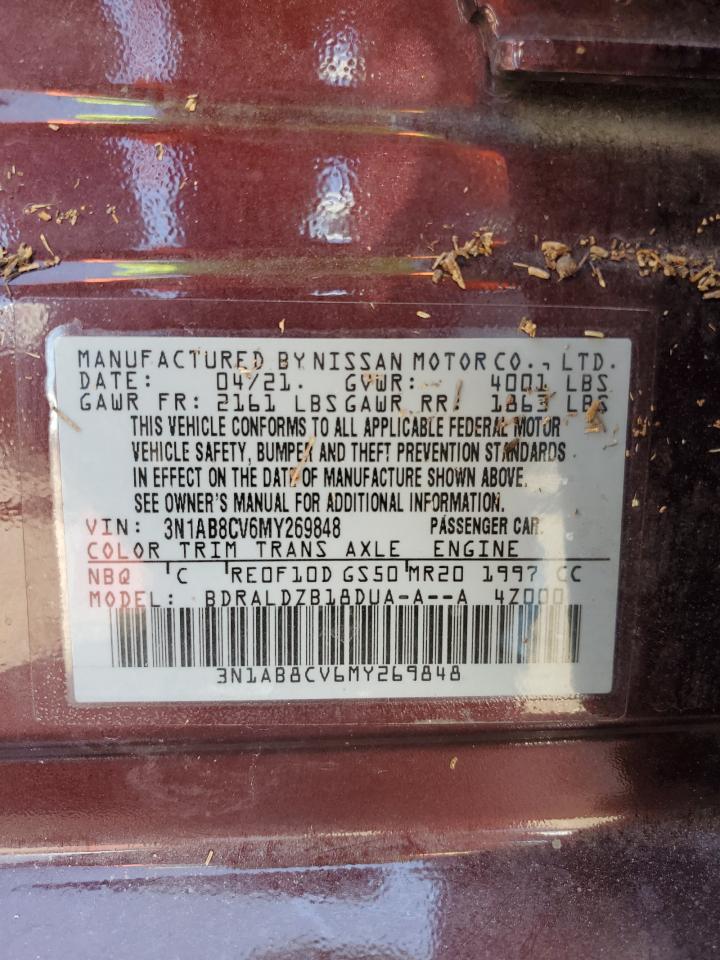 MANUFACTURED BY NISSAN MOTOR CO., LTD.
DATE: 04/21. GVWR: 4001 LBS
GAWR FR: 2161 LBS GAWR RR: 1863 LBS
THIS VEHICLE CONFORMS TO ALL APPLICABLE FEDERAL MOTOR
VEHICLE SAFETY, BUMPER AND THEFT PREVENTION STANDARDS
IN EFFECT ON THE DATE OF MANUFACTURE SHOWN ABOVE.
SEE OWNER'S MANUAL FOR ADDITIONAL INFORMATION.
VIN: 3N1AB8CV6MY269848 PASSENGER CAR.
COLOR TRIM TRANS AXLE ENGINE
NBQ C RE0F10D GS50 MR20 1997 CC
MODEL: BDRALDZB18DUA-A--A 4Z000
3N1AB8CV6MY269848